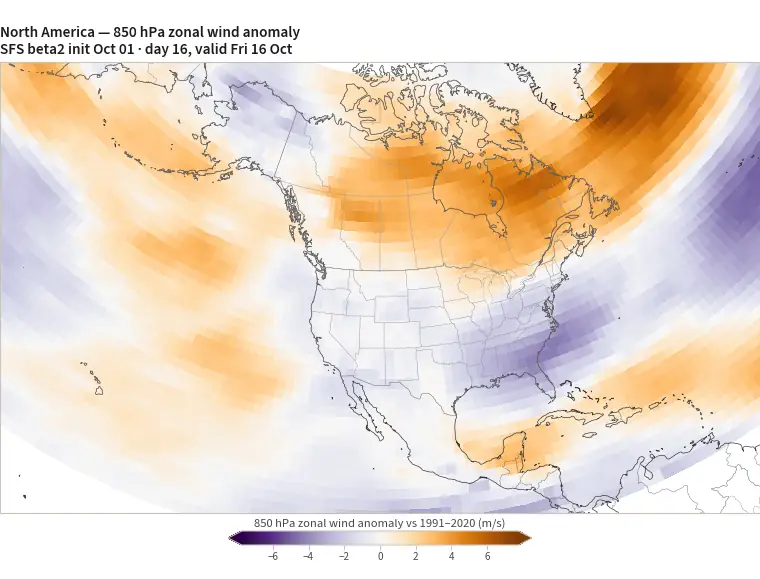 North America — 850 hPa zonal wind anomaly
SFS beta2 init Oct 01 · day 16, valid Fri 16 Oct
850 hPa zonal wind anomaly vs 1991–2020 (m/s)
−6 −4 −2 0 2 4 6